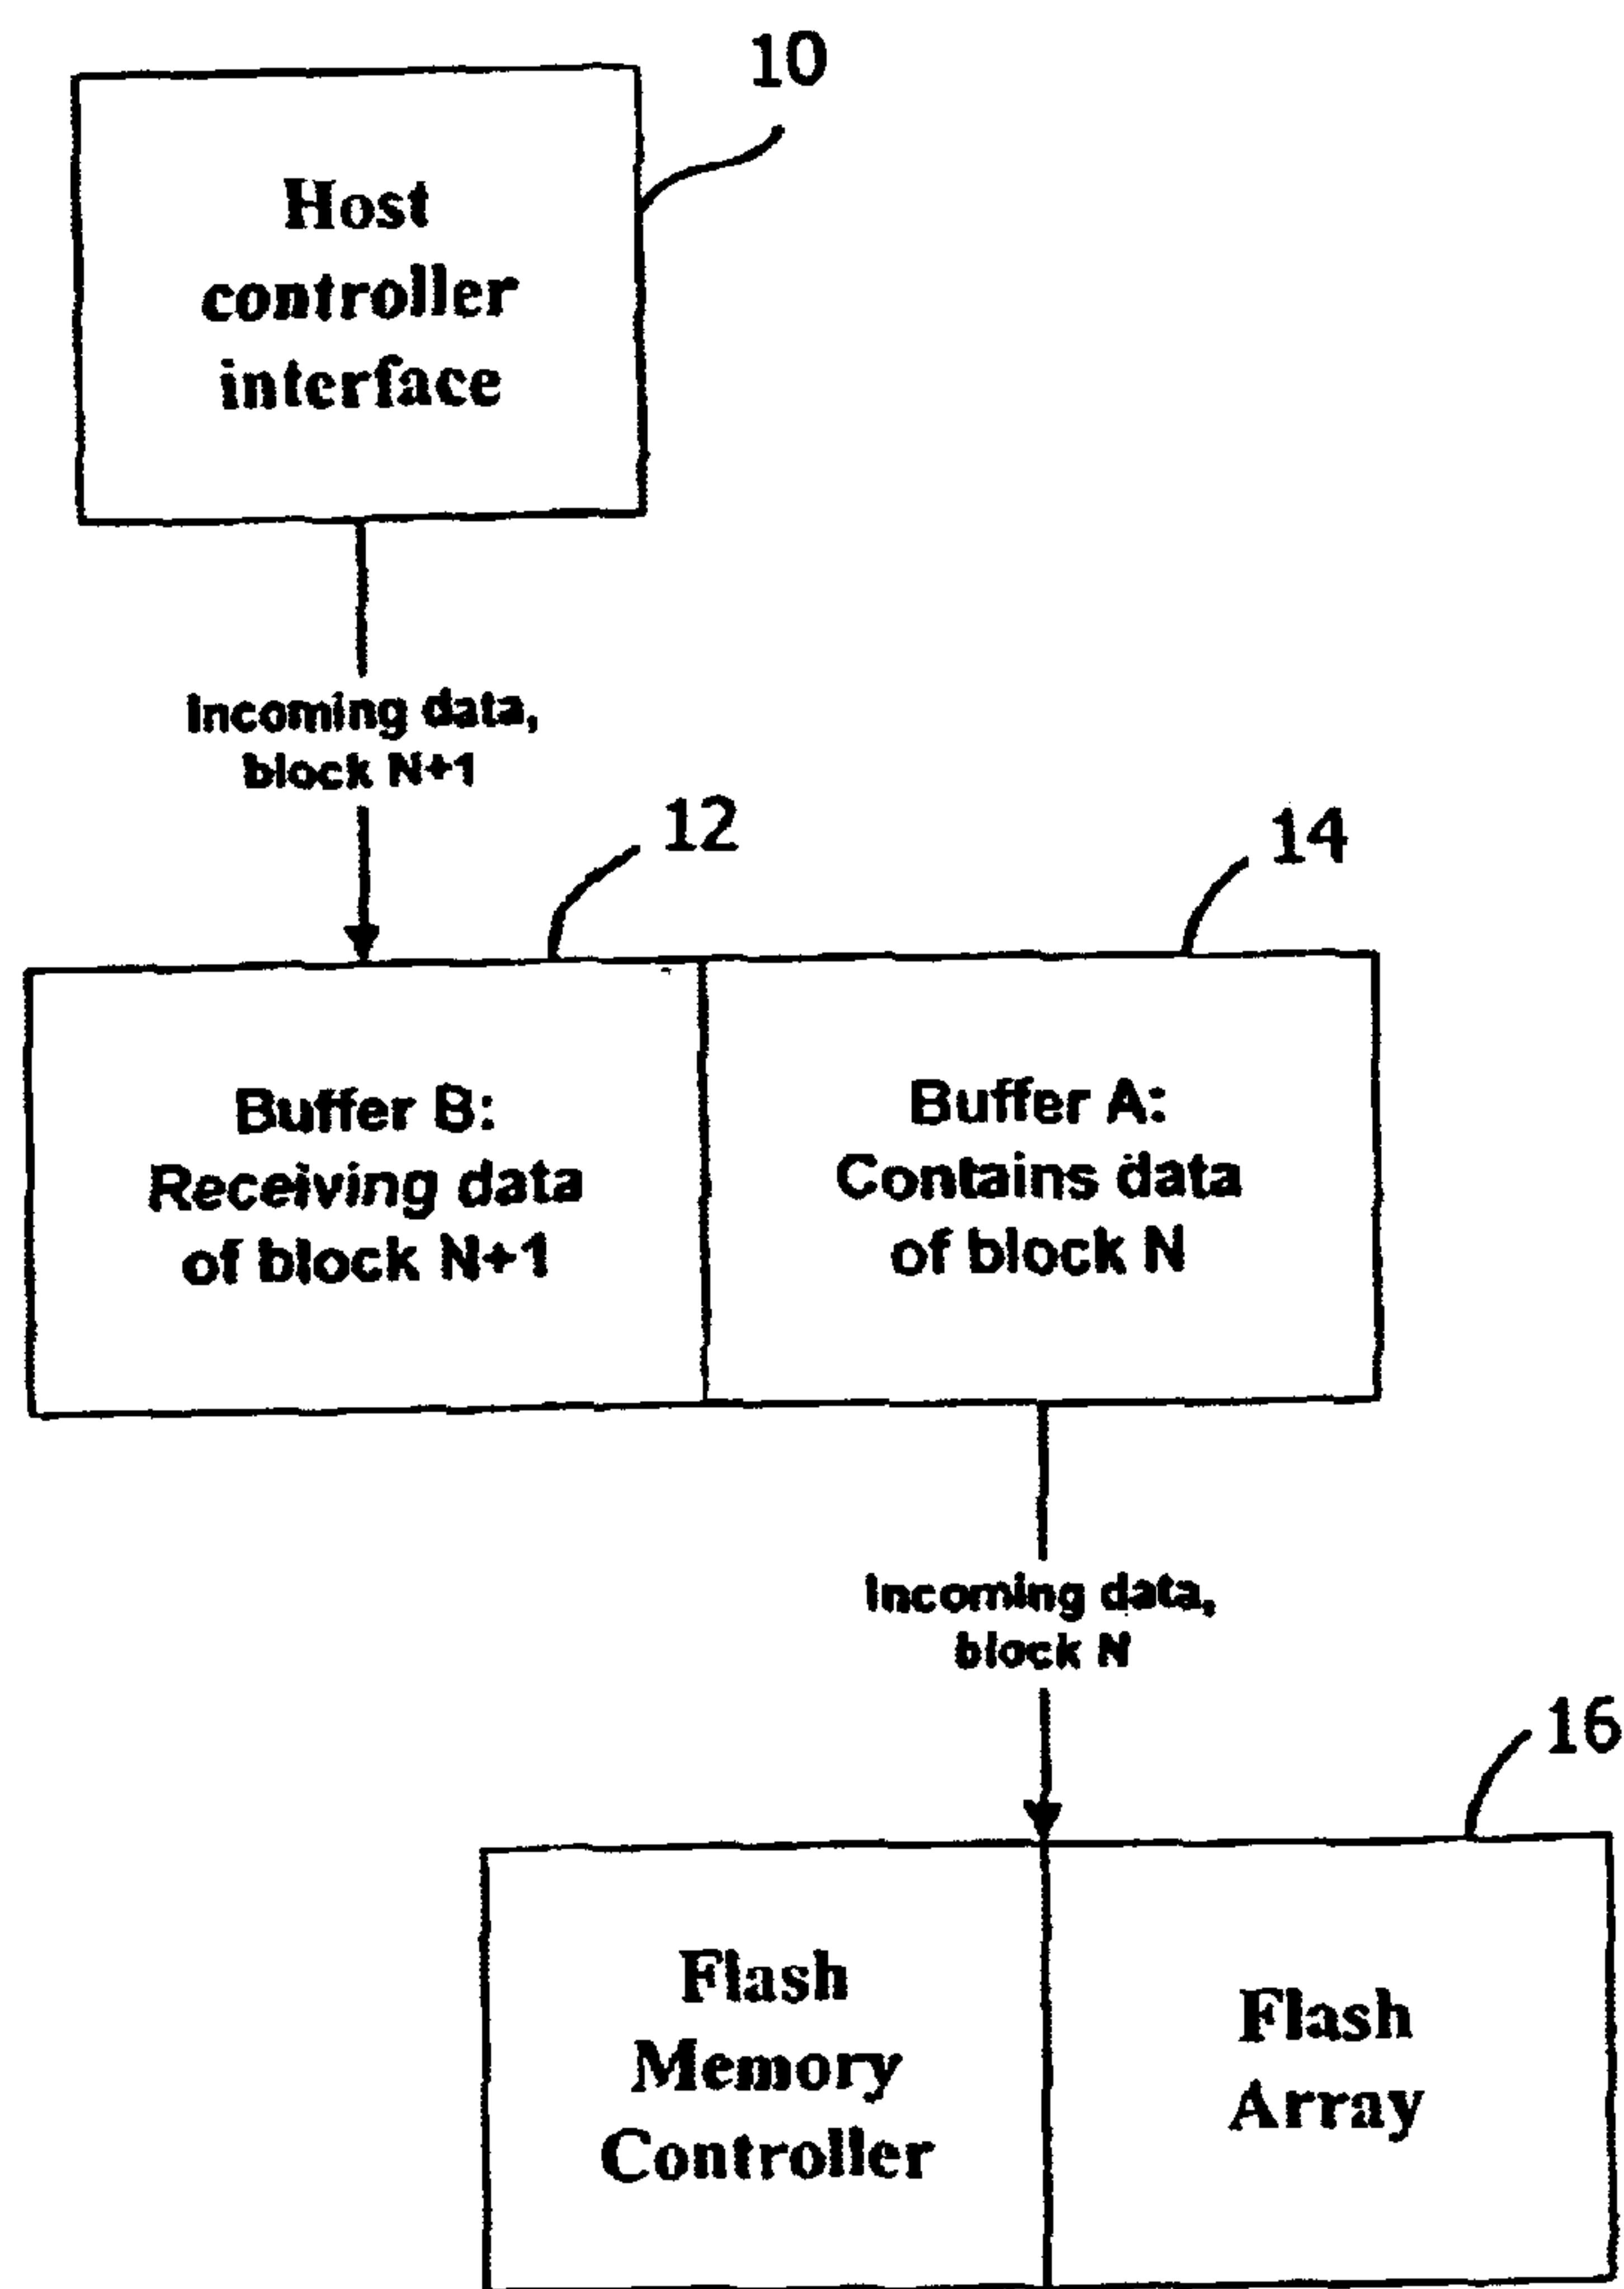 10
Host
controller
interface
Incoming data,
block N+1
12
14
Buffer B:
Receiving data
of block N+1
Buffer A:
Contains data
of block N
Incoming data,
block N
16
Flash
Memory
Controller
Flash
Array